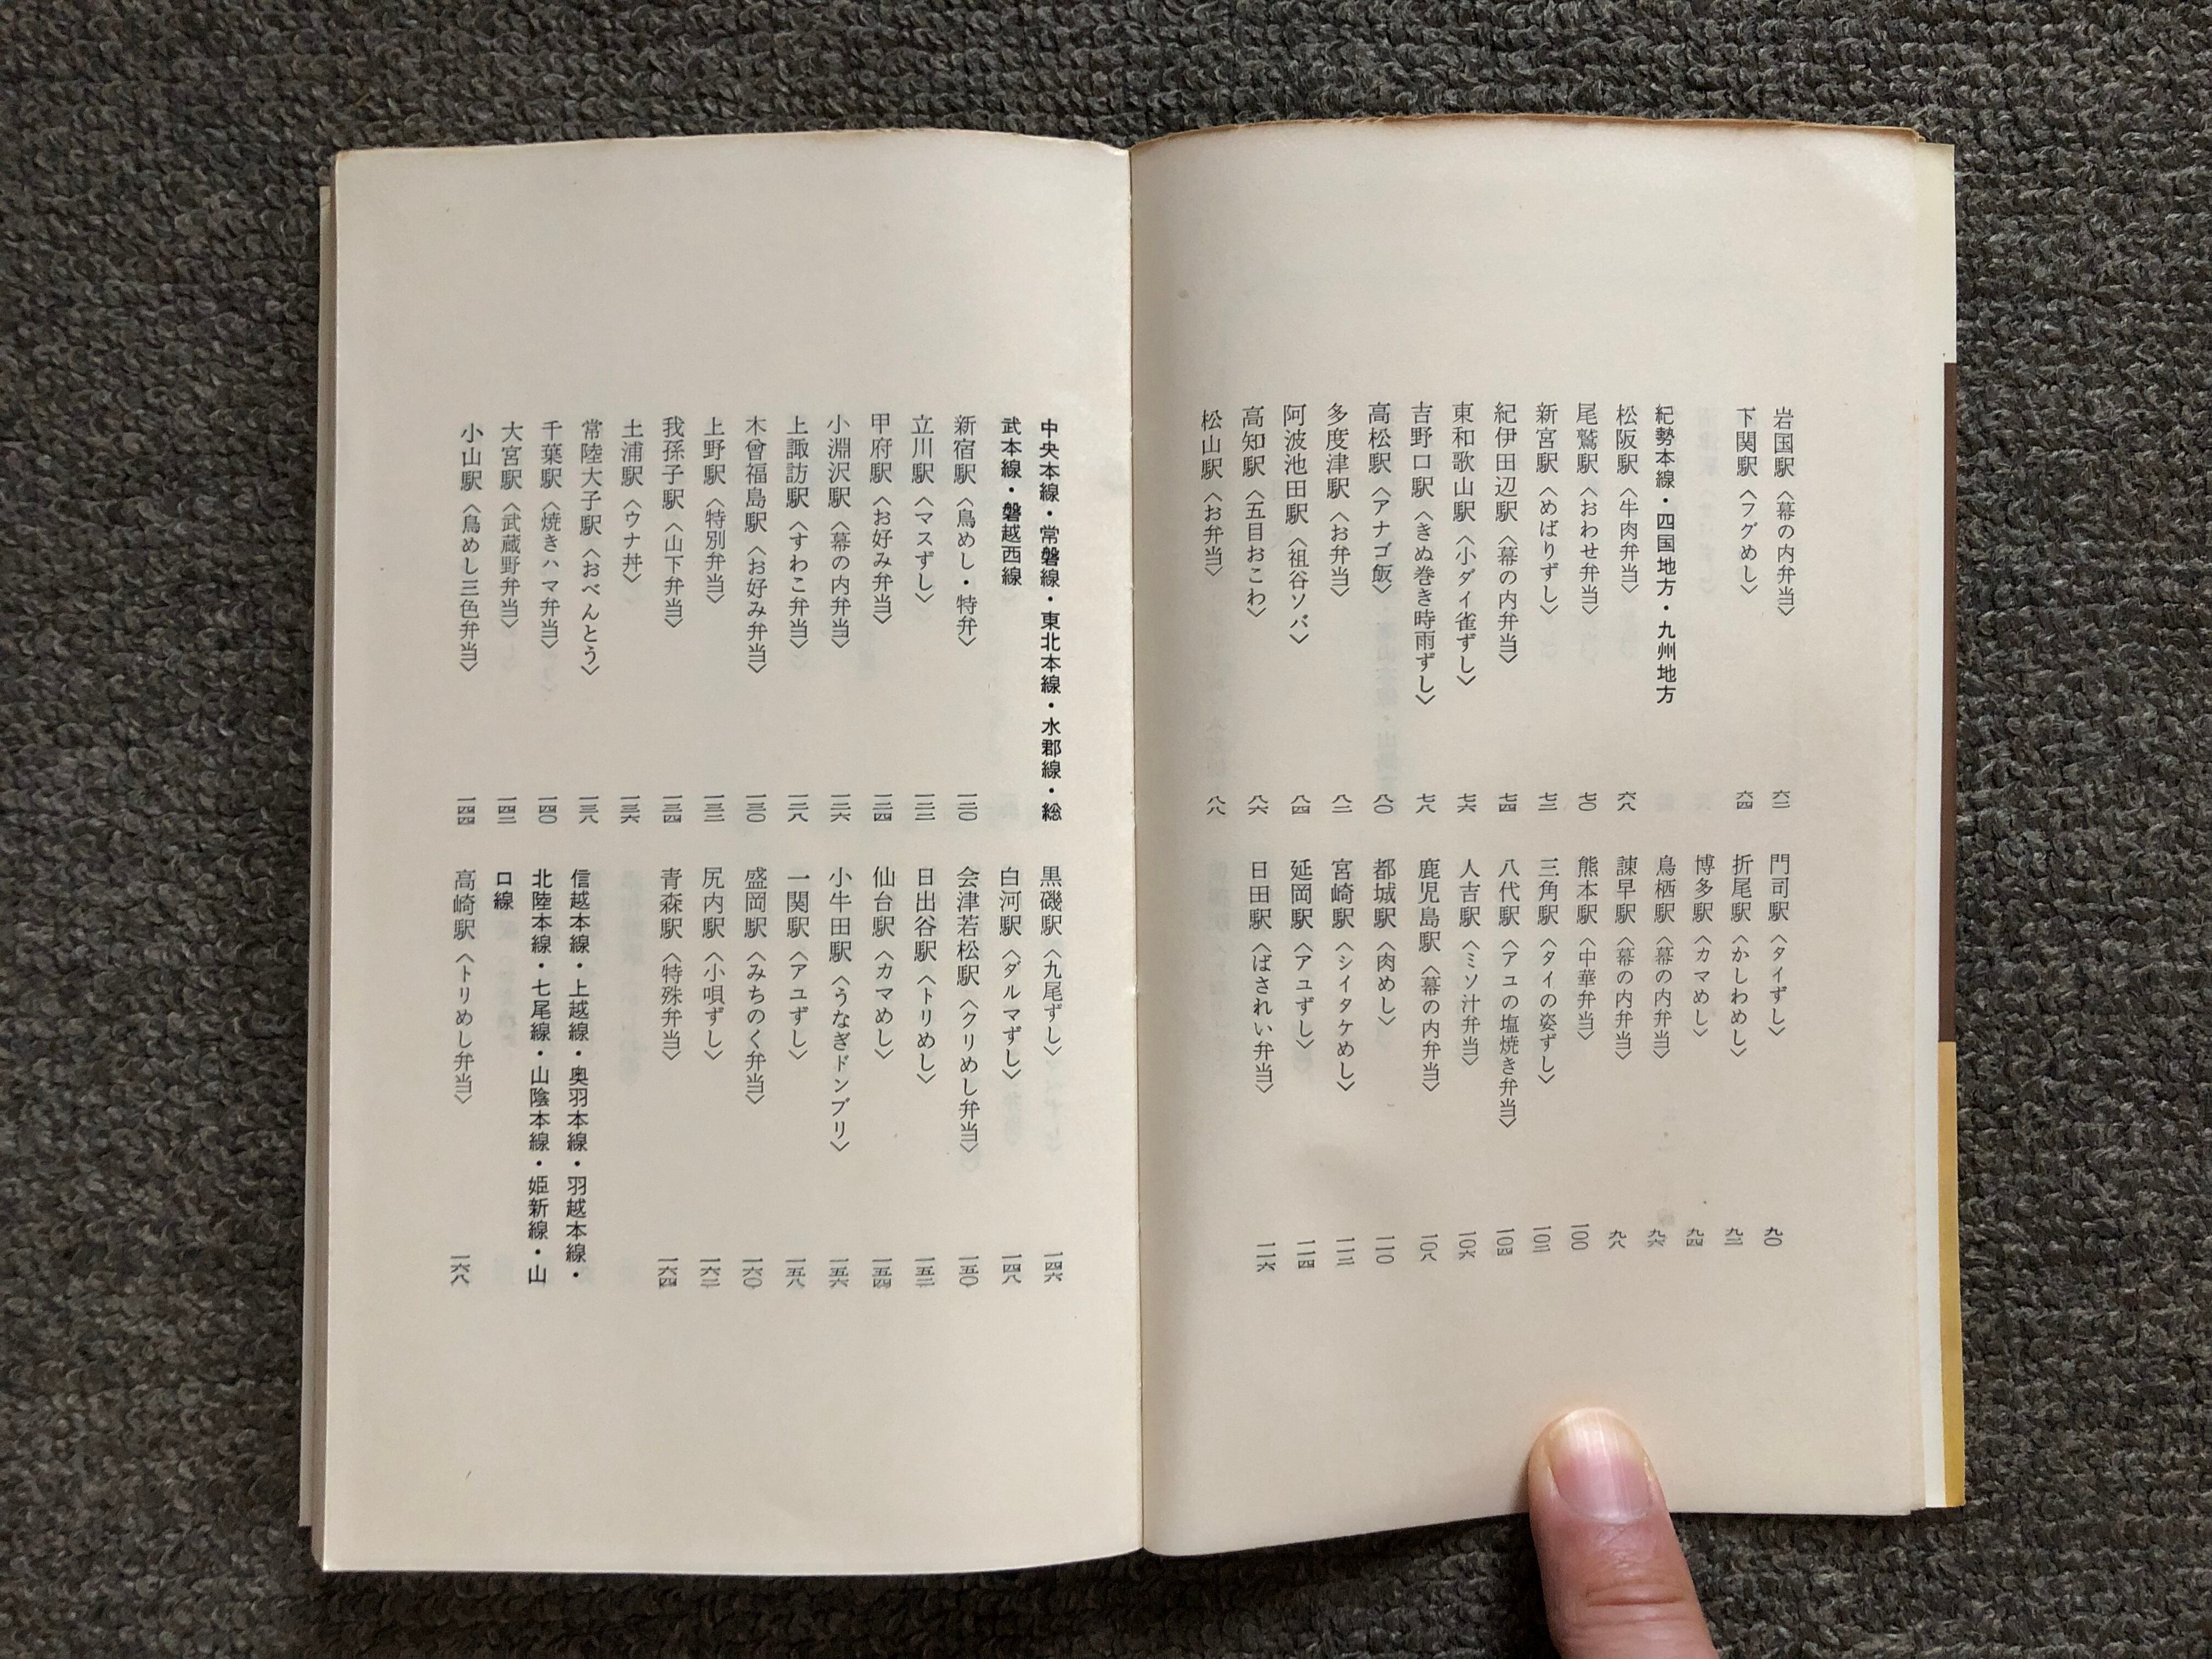 岩国駅〈幕の内弁当〉 六二
下関駅〈フグめし〉 六四
紀勢本線・四国地方・九州地方
松阪駅〈牛肉弁当〉 六八
尾鷲駅〈おわせ弁当〉 七〇
新宮駅〈めばりずし〉 七二
紀伊田辺駅〈幕の内弁当〉 七四
東和歌山駅〈小ダイ雀ずし〉 七六
吉野口駅〈きぬ巻き時雨ずし〉 七八
高松駅〈アナゴ飯〉 八〇
多度津駅〈お弁当〉 八二
阿波池田駅〈祖谷ソバ〉 八四
高知駅〈五目おこわ〉 八六
松山駅〈お弁当〉 八八
門司駅〈タイずし〉 九〇
折尾駅〈かしわめし〉 九二
博多駅〈カマめし〉 九四
鳥栖駅〈幕の内弁当〉 九六
諫早駅〈幕の内弁当〉 九八
熊本駅〈中華弁当〉 一〇〇
三角駅〈タイの姿ずし〉 一〇二
八代駅〈アユの塩焼き弁当〉 一〇四
人吉駅〈ミソ汁弁当〉 一〇六
鹿児島駅〈幕の内弁当〉 一〇八
都城駅〈肉めし〉 一一〇
宮崎駅〈シイタケめし〉 一一二
延岡駅〈アユずし〉 一一四
日田駅〈ばされい弁当〉 一一六
中央本線・常磐線・東北本線・水郡線・総
武本線・磐越西線
新宿駅〈鳥めし・特弁〉 一二〇
立川駅〈マスずし〉 一二二
甲府駅〈お好み弁当〉 一二四
小淵沢駅〈幕の内弁当〉 一二六
上諏訪駅〈すわこ弁当〉 一二八
木曾福島駅〈お好み弁当〉 一三〇
上野駅〈特別弁当〉 一三二
我孫子駅〈山下弁当〉 一三四
土浦駅〈ウナ丼〉 一三六
常陸大子駅〈おべんとう〉 一三八
千葉駅〈焼きハマ弁当〉 一四〇
大宮駅〈武蔵野弁当〉 一四二
小山駅〈鳥めし三色弁当〉 一四四
黒磯駅〈九尾ずし〉 一四六
白河駅〈ダルマずし〉 一四八
会津若松駅〈クリめし弁当〉 一五〇
日出谷駅〈トリめし〉 一五二
仙台駅〈カマめし〉 一五四
小牛田駅〈うなぎドンブリ〉 一五六
一関駅〈アユずし〉 一五八
盛岡駅〈みちのく弁当〉 一六〇
尻内駅〈小唄ずし〉 一六二
青森駅〈特殊弁当〉 一六四
信越本線・上越線・奥羽本線・羽越本線・
北陸本線・七尾線・山陰本線・姫新線・山
口線
高崎駅〈トリめし弁当〉 一六八